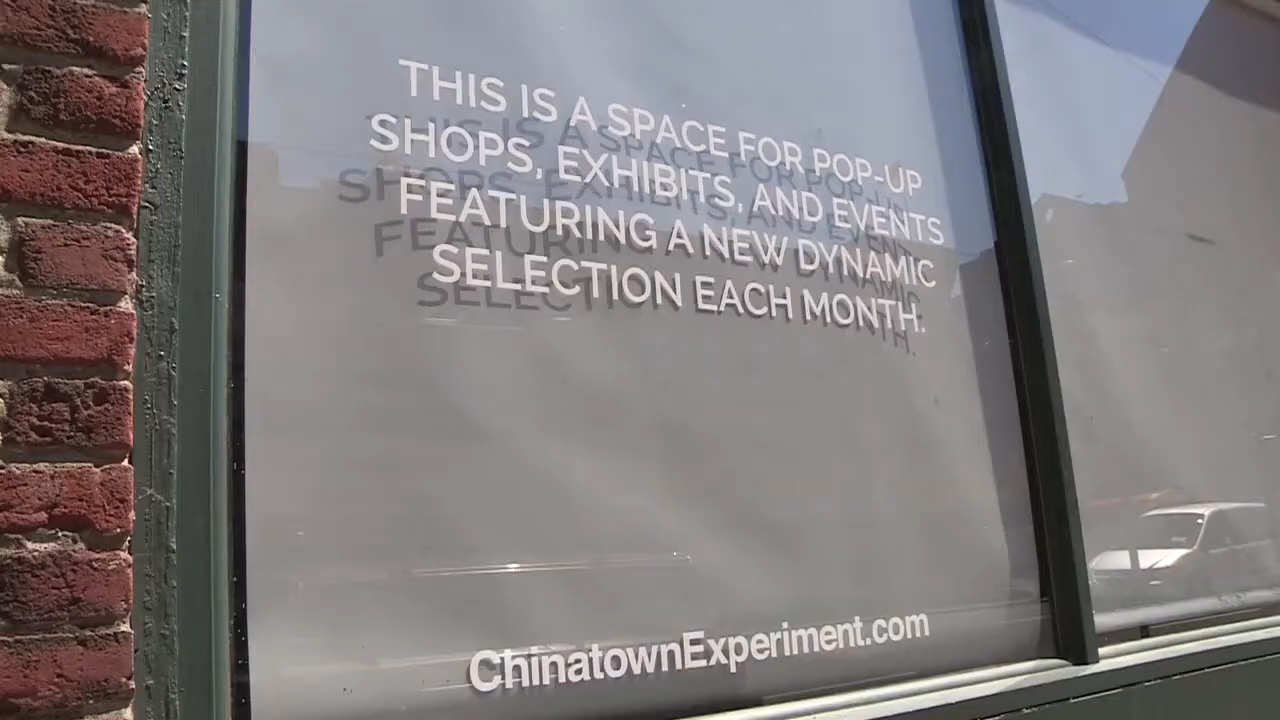 THIS IS A SPACE FOR POP-UP
SHOPS, EXHIBITS, AND EVENTS
FEATURING A NEW DYNAMIC
SELECTION EACH MONTH.
ChinatownExperiment.com